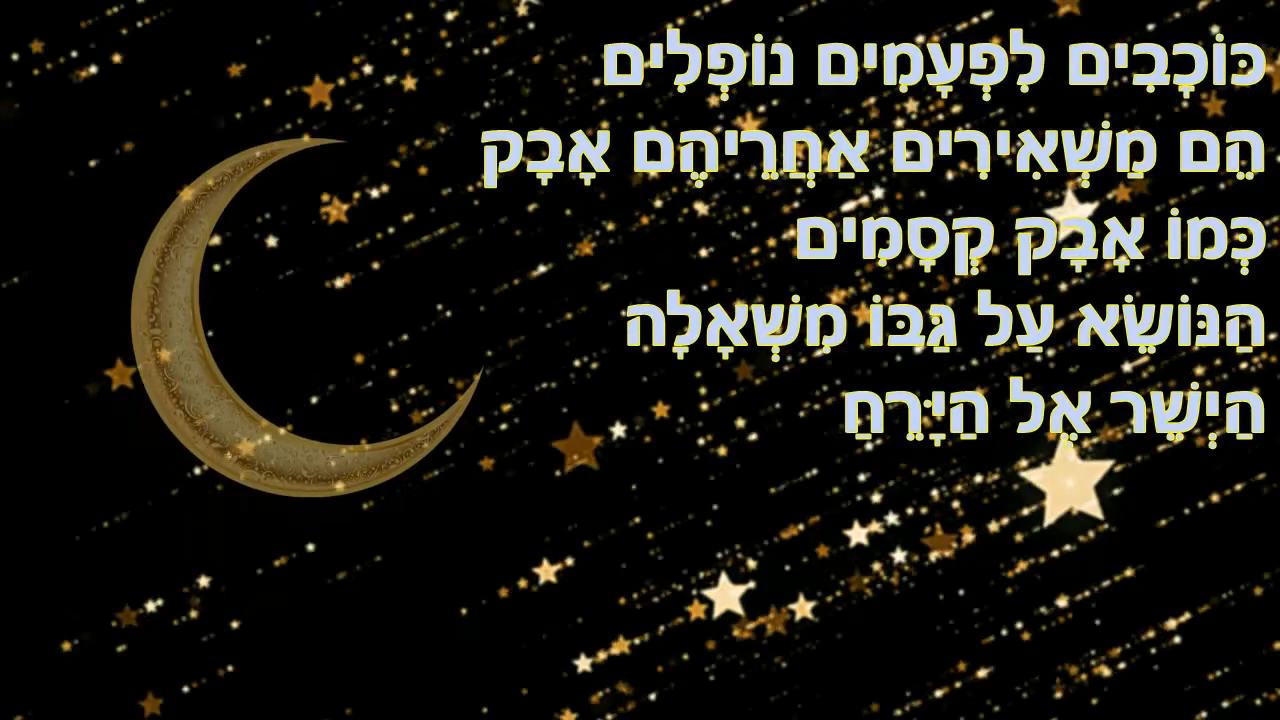 כּוֹכָבִים לִפְעָמִים נוֹפְלִים
הֵם מַשְׁאִירִים אַחֲרֵיהֶם אָבָק
כְּמוֹ אָבָק קְסָמִים
הַנּוֹשֵׂא עַל גַּבּוֹ מִשְׁאָלָה
הַיְשֵׁר אֱל הַיָּרֵחַ